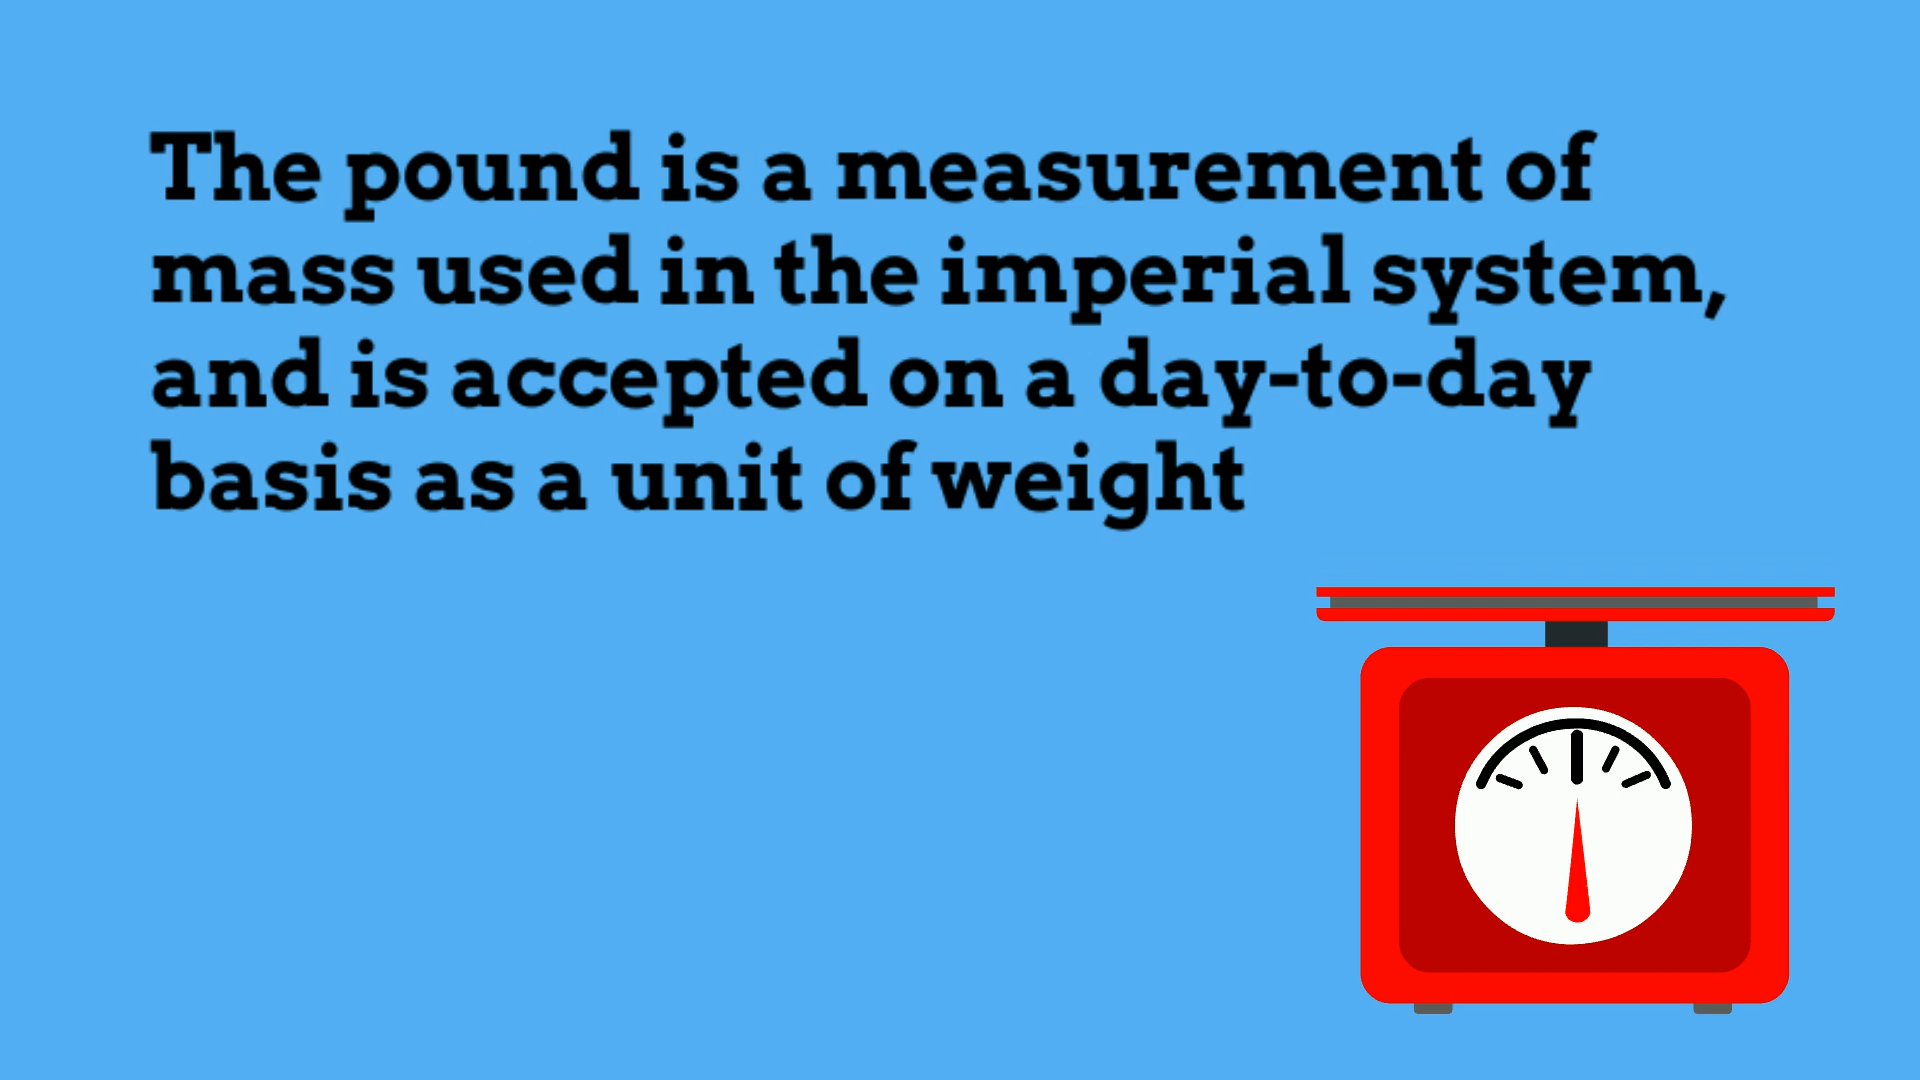 The pound is a measurement of
mass used in the imperial system,
and is accepted on a day-to-day
basis as a unit of weight